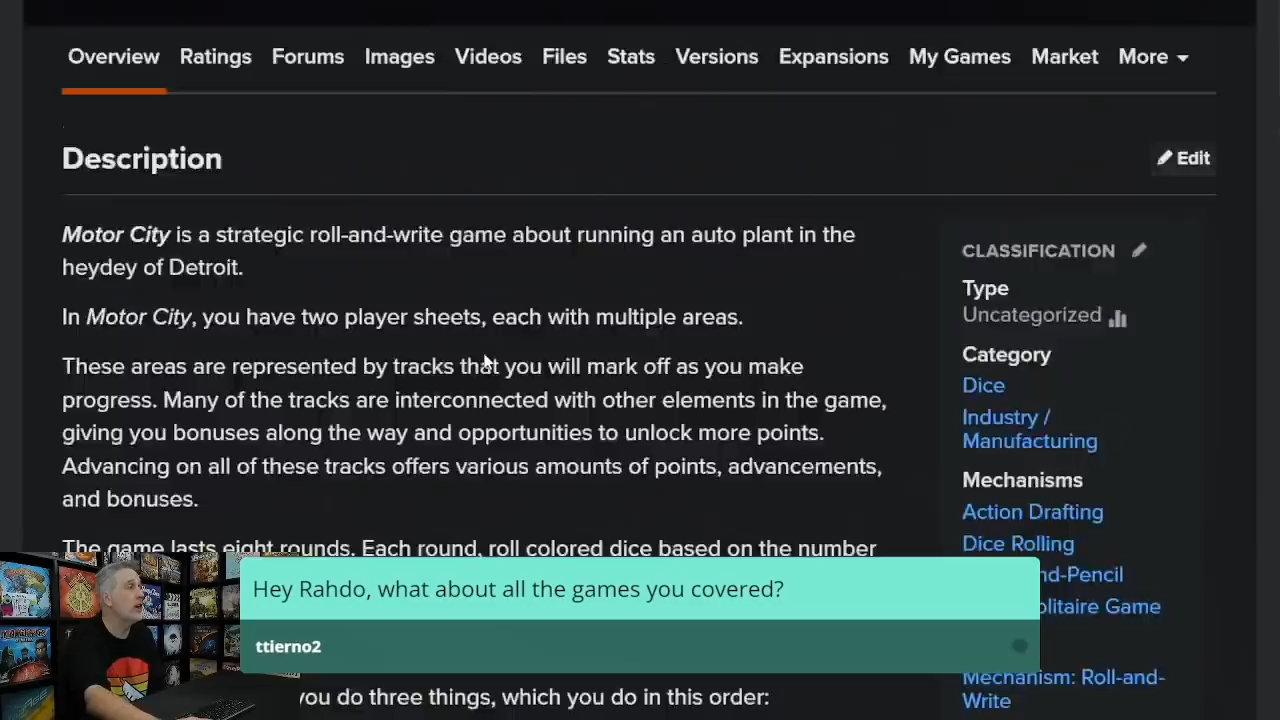 Overview Ratings Forums Images Videos Files Stats Versions Expansions My Games Market More
Description
Edit
Motor City is a strategic roll-and-write game about running an auto plant in the
heydey of Detroit.
In Motor City, you have two player sheets, each with multiple areas.
These areas are represented by tracks that you will mark off as you make
progress. Many of the tracks are interconnected with other elements in the game,
giving you bonuses along the way and opportunities to unlock more points.
Advancing on all of these tracks offers various amounts of points, advancements,
and bonuses.
The game lasts eight rounds. Each round, roll colored dice based on the number
you do three things, which you do in this order:
CLASSIFICATION
Type
Uncategorized
Category
Dice
Industry /
Manufacturing
Mechanisms
Action Drafting
Dice Rolling
nd-Pencil
olitaire Game
Mechanism: Roll-and-
Write
Hey Rahdo, what about all the games you covered?
ttierno2